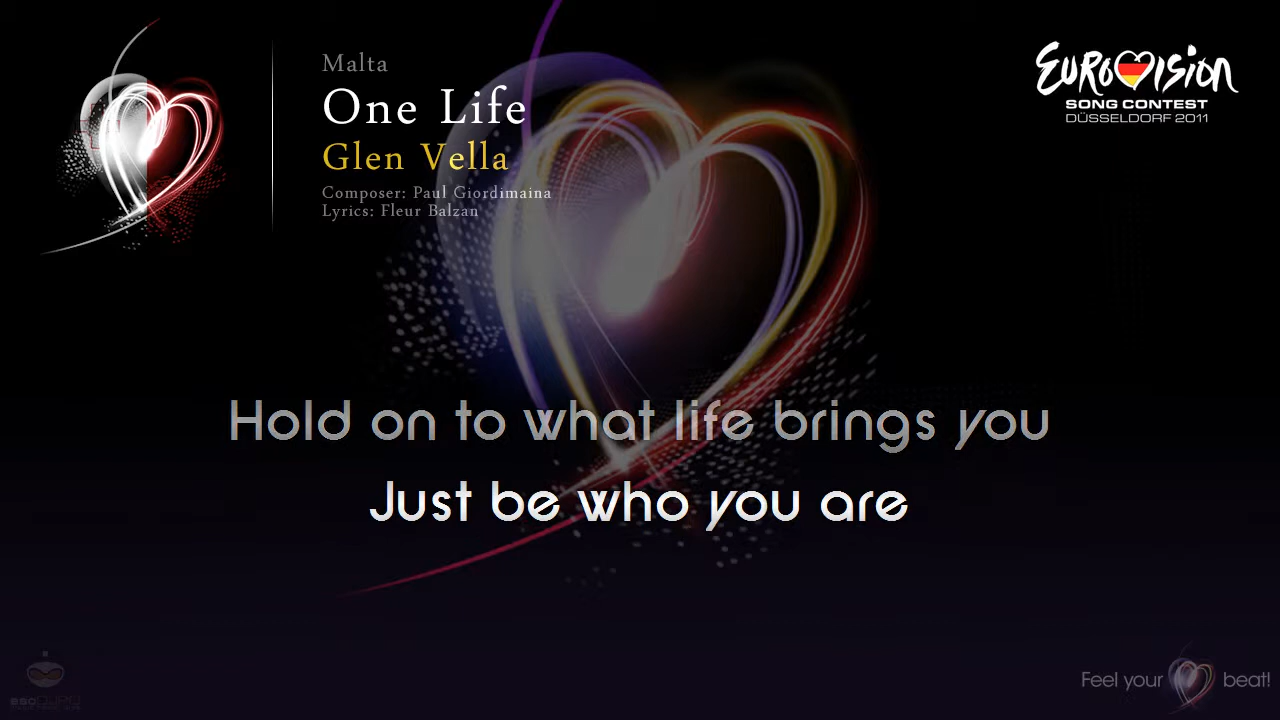 Malta
One Life
Glen Vella
Composer: Paul Giordimaina
Lyrics: Fleur Balzan
EUROVISION
SONG CONTEST
DÜSSELDORF 2011
Hold on to what life brings you
Just be who you are
Feel your beat!